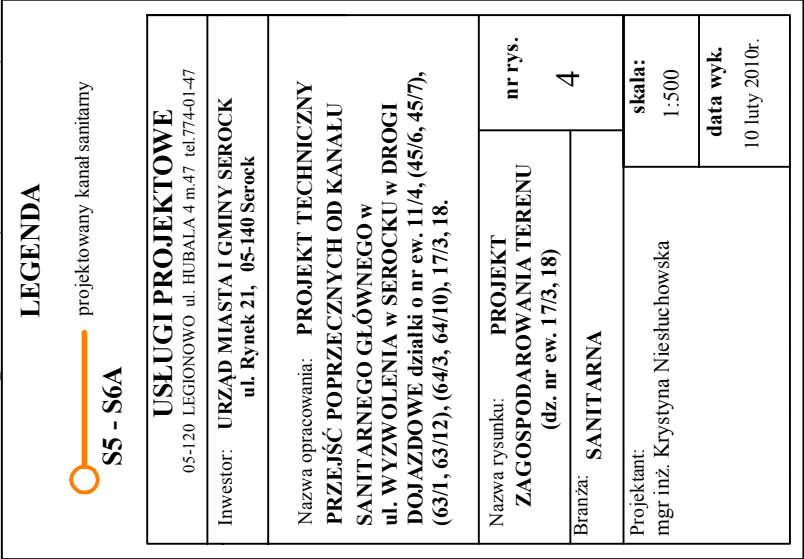 LEGENDA
projektowany kanał sanitarny
S5 - S6A
USŁUGI PROJEKTOWE
05-120 LEGIONOWO ul. HUBALA 4 m.47 tel.774-01-47
Inwestor: URZĄD MIASTA I GMINY SEROCK
ul. Rynek 21, 05-140 Serock
Nazwa opracowania: PROJEKT TECHNICZNY
PRZEJŚĆ POPRZECZNYCH OD KANAŁU
SANITARNEGO GŁÓWNEGO w
ul. WYZWOLENIA w SEROCKU w DROGI
DOJAZDOWE działki o nr ew. 11/4, (45/6, 45/7),
(63/1, 63/12), (64/3, 64/10), 17/3, 18.
Nazwa rysunku: PROJEKT
ZAGOSPODAROWANIA TERENU
(dz. nr ew. 17/3, 18)
nr rys.
4
Branża:
SANITARNA
Projektant:
mgr inż. Krystyna Niesłuchowska
skala:
1:500
data wyk.
10 luty 2010r.